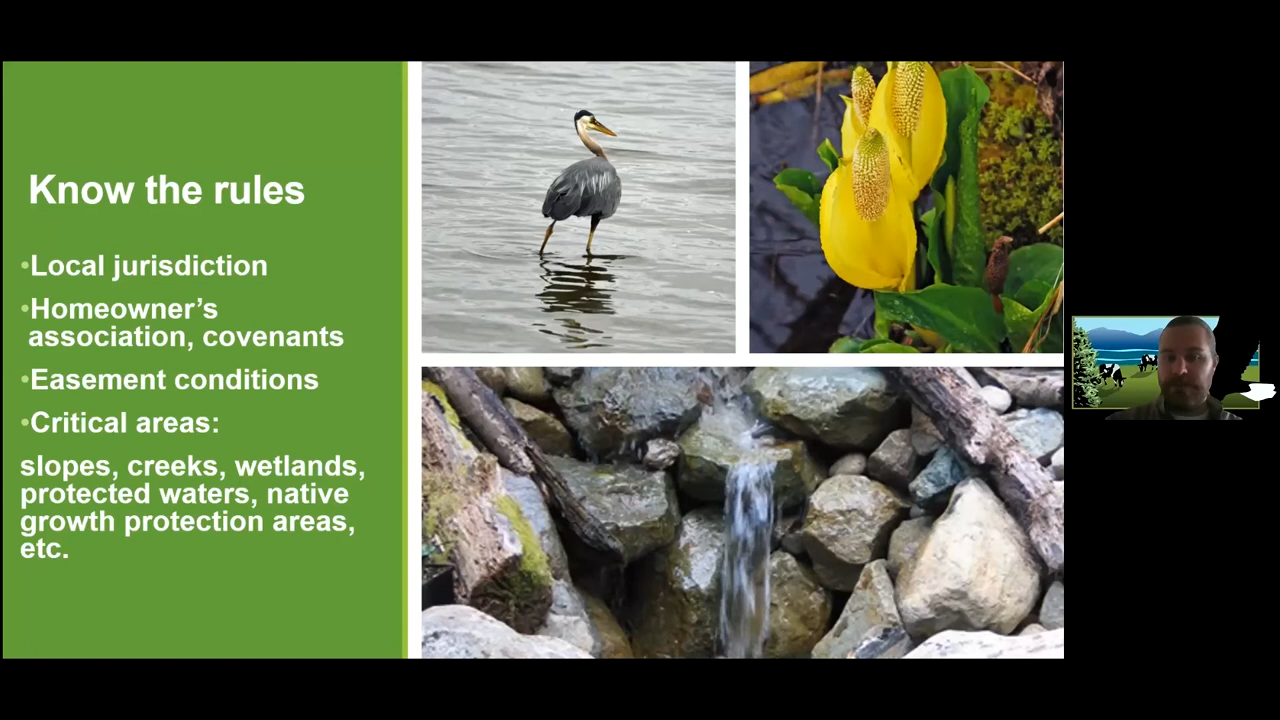 Know the rules
•Local jurisdiction
•Homeowner’s
association, covenants
•Easement conditions
•Critical areas:
slopes, creeks, wetlands,
protected waters, native
growth protection areas,
etc.